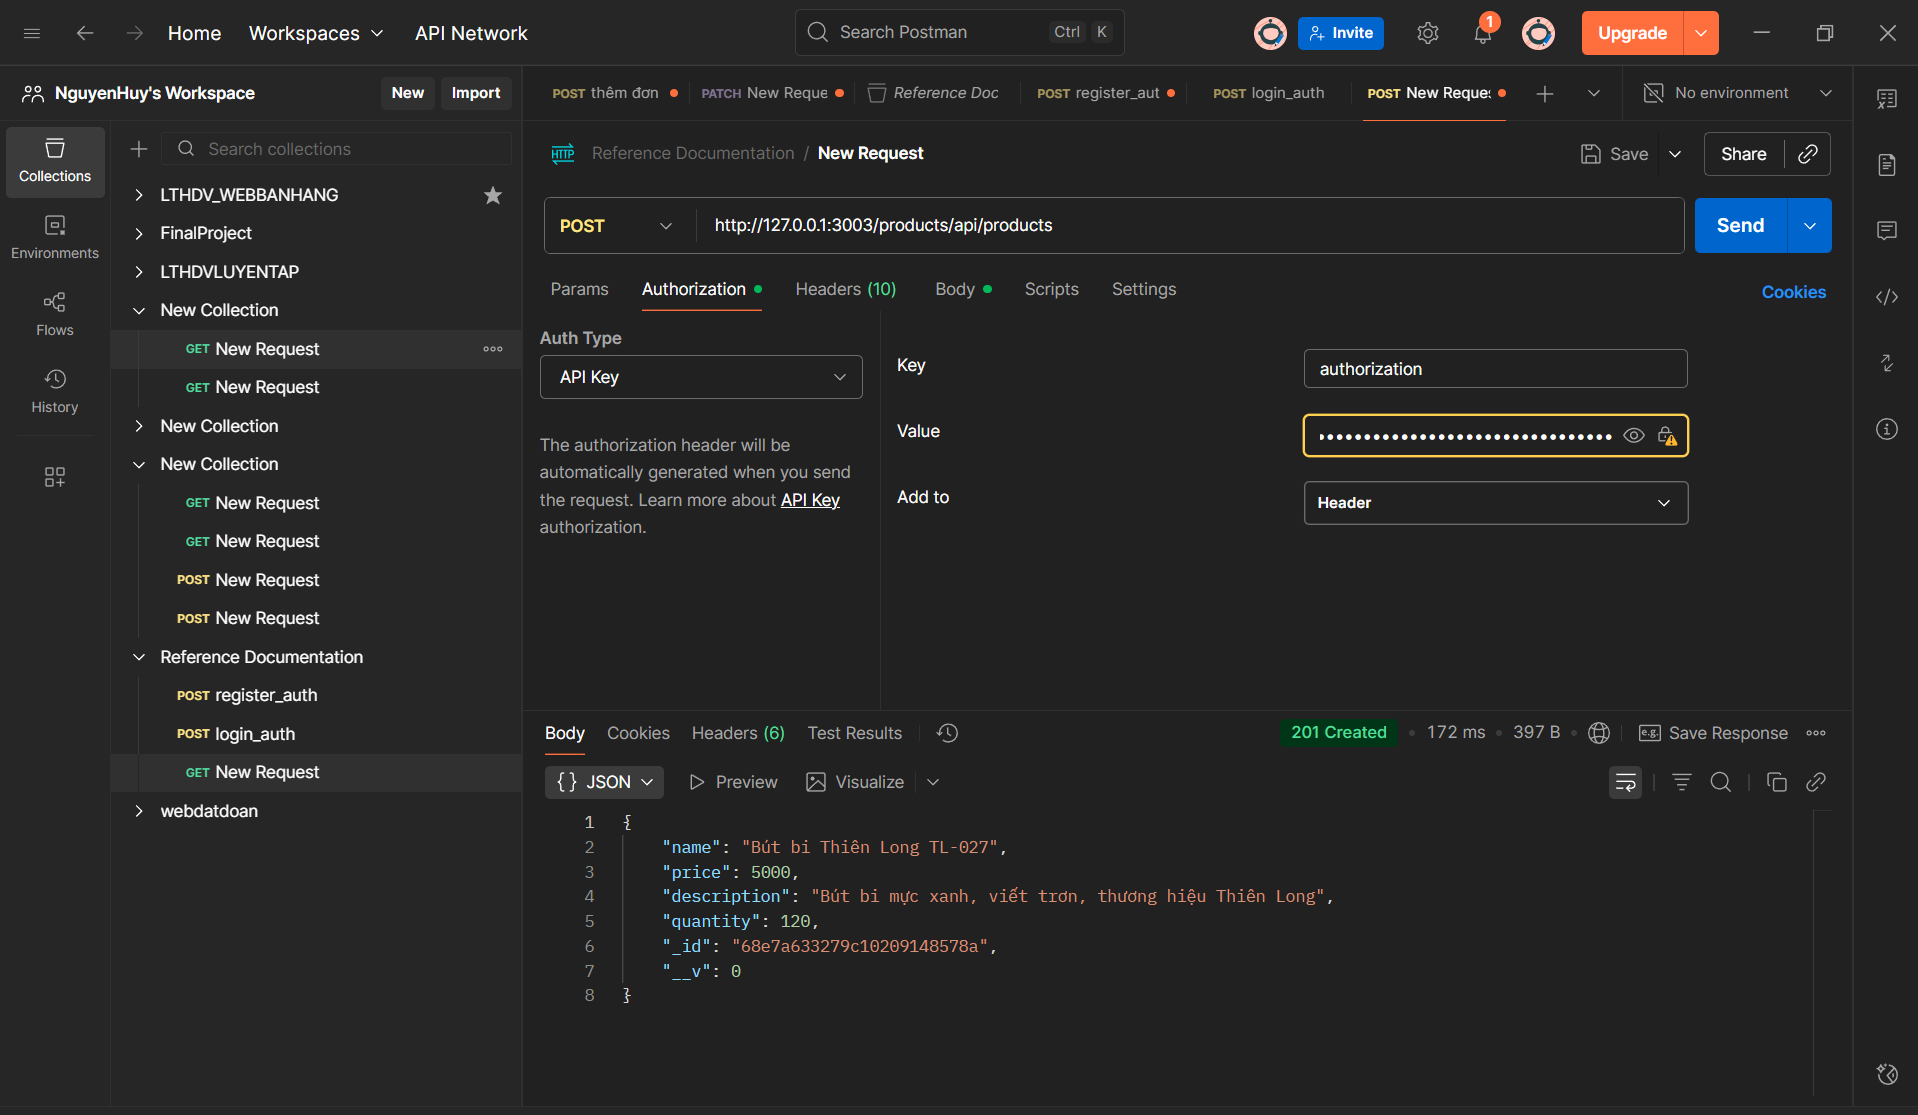 Home Workspaces API Network Search Postman Ctrl K Invite 1 Upgrade
NguyenHuy's Workspace New Import
POST thêm đơn PATCH New Reque Reference Doc POST register_aut POST login_auth POST New Reques No environment
Collections
Environments
Flows
History
Search collections
LTHDV_WEBBANHANG
FinalProject
LTHDVLUYENTAP
New Collection
GET New Request
GET New Request
New Collection
New Collection
GET New Request
GET New Request
POST New Request
POST New Request
Reference Documentation
POST register_auth
POST login_auth
GET New Request
webdatdoan
HTTP Reference Documentation / New Request Save Share
POST http://127.0.0.1:3003/products/api/products Send
Params Authorization Headers (10) Body Scripts Settings Cookies
Auth Type
API Key
The authorization header will be
automatically generated when you send
the request. Learn more about API Key
authorization.
Key authorization
Value ••••••••••••••••••••••••••••••
Add to Header
Body Cookies Headers (6) Test Results 201 Created • 172 ms • 397 B • e.g. Save Response
{} JSON Preview Visualize
1 {
2 "name": "Bút bi Thiên Long TL-027",
3 "price": 5000,
4 "description": "Bút bi mực xanh, viết trơn, thương hiệu Thiên Long",
5 "quantity": 120,
6 "_id": "68e7a633279c10209148578a",
7 "__v": 0
8 }